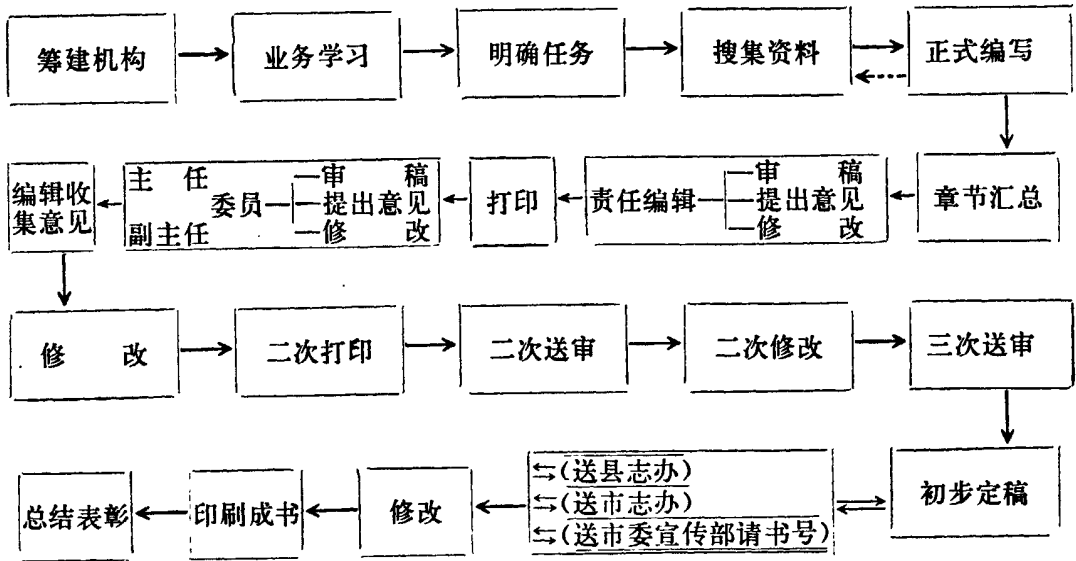 筹建机构 业务学习 明确任务 搜集资料 正式编写
编辑收集意见
主任 副主任 委员 审稿 提出意见 修改
打印
责任编辑 审稿 提出意见 修改
章节汇总
修改 二次打印 二次送审 二次修改 三次送审
总结表彰 印刷成书 修改
(送县志办)
(送市志办)
(送市委宣传部请书号)
初步定稿